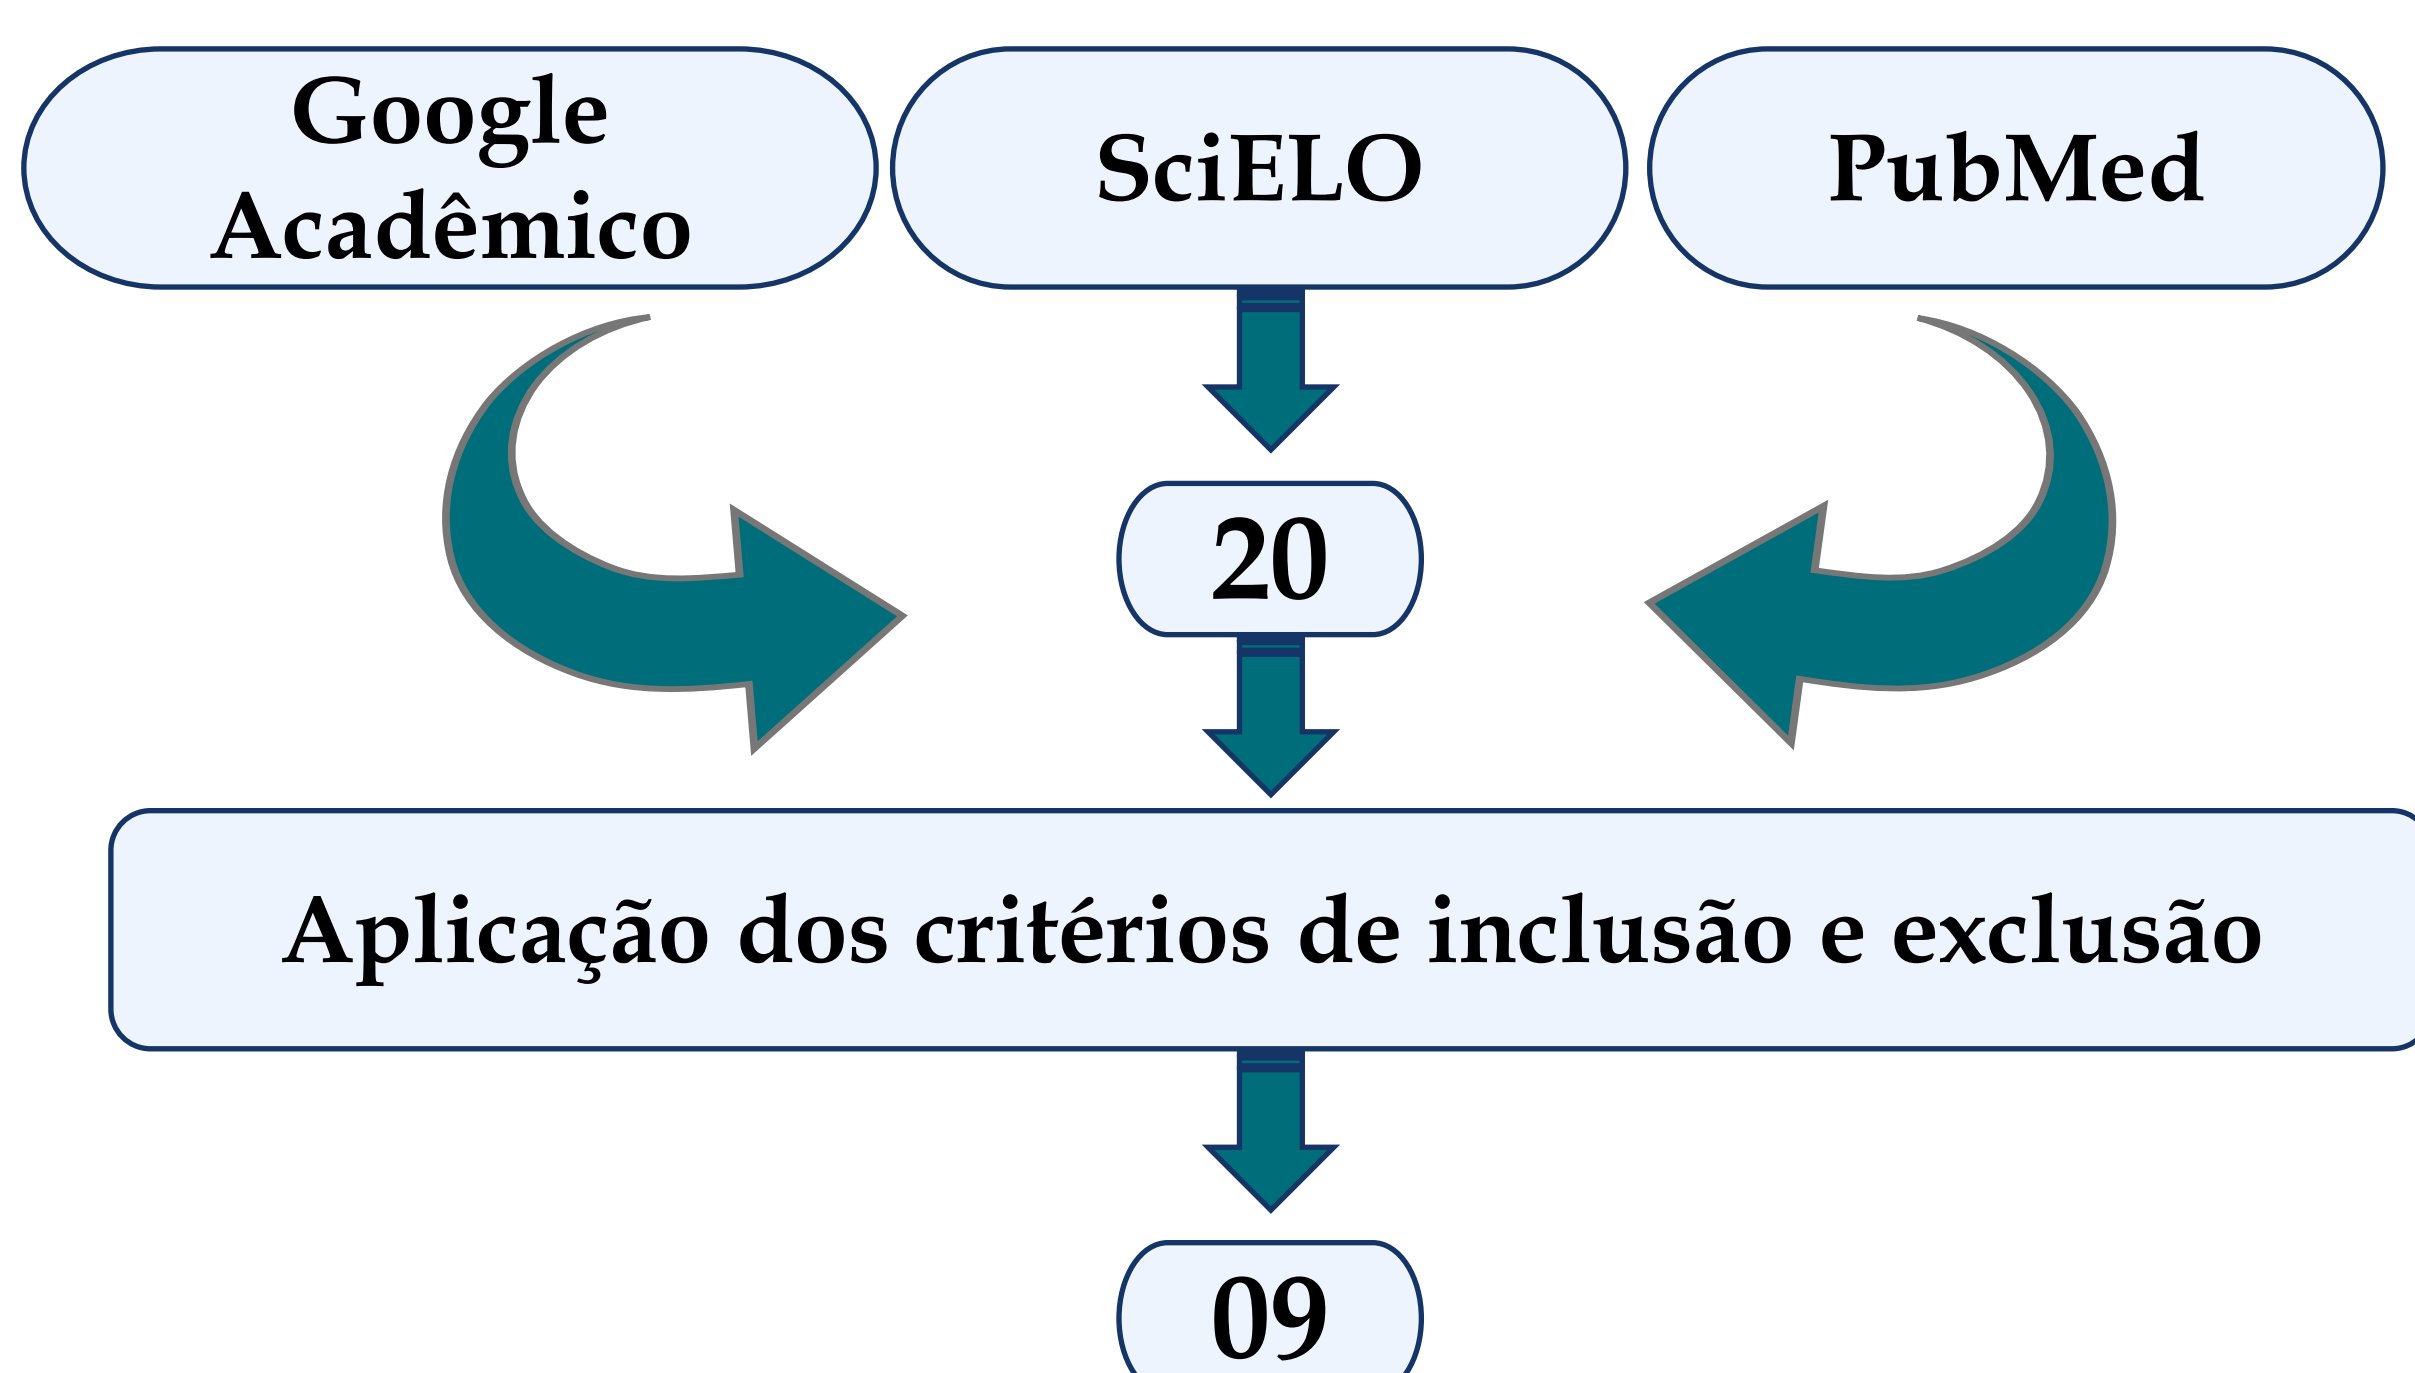 Google
Acadêmico
SciELO
PubMed
20
Aplicação dos critérios de inclusão e exclusão
09